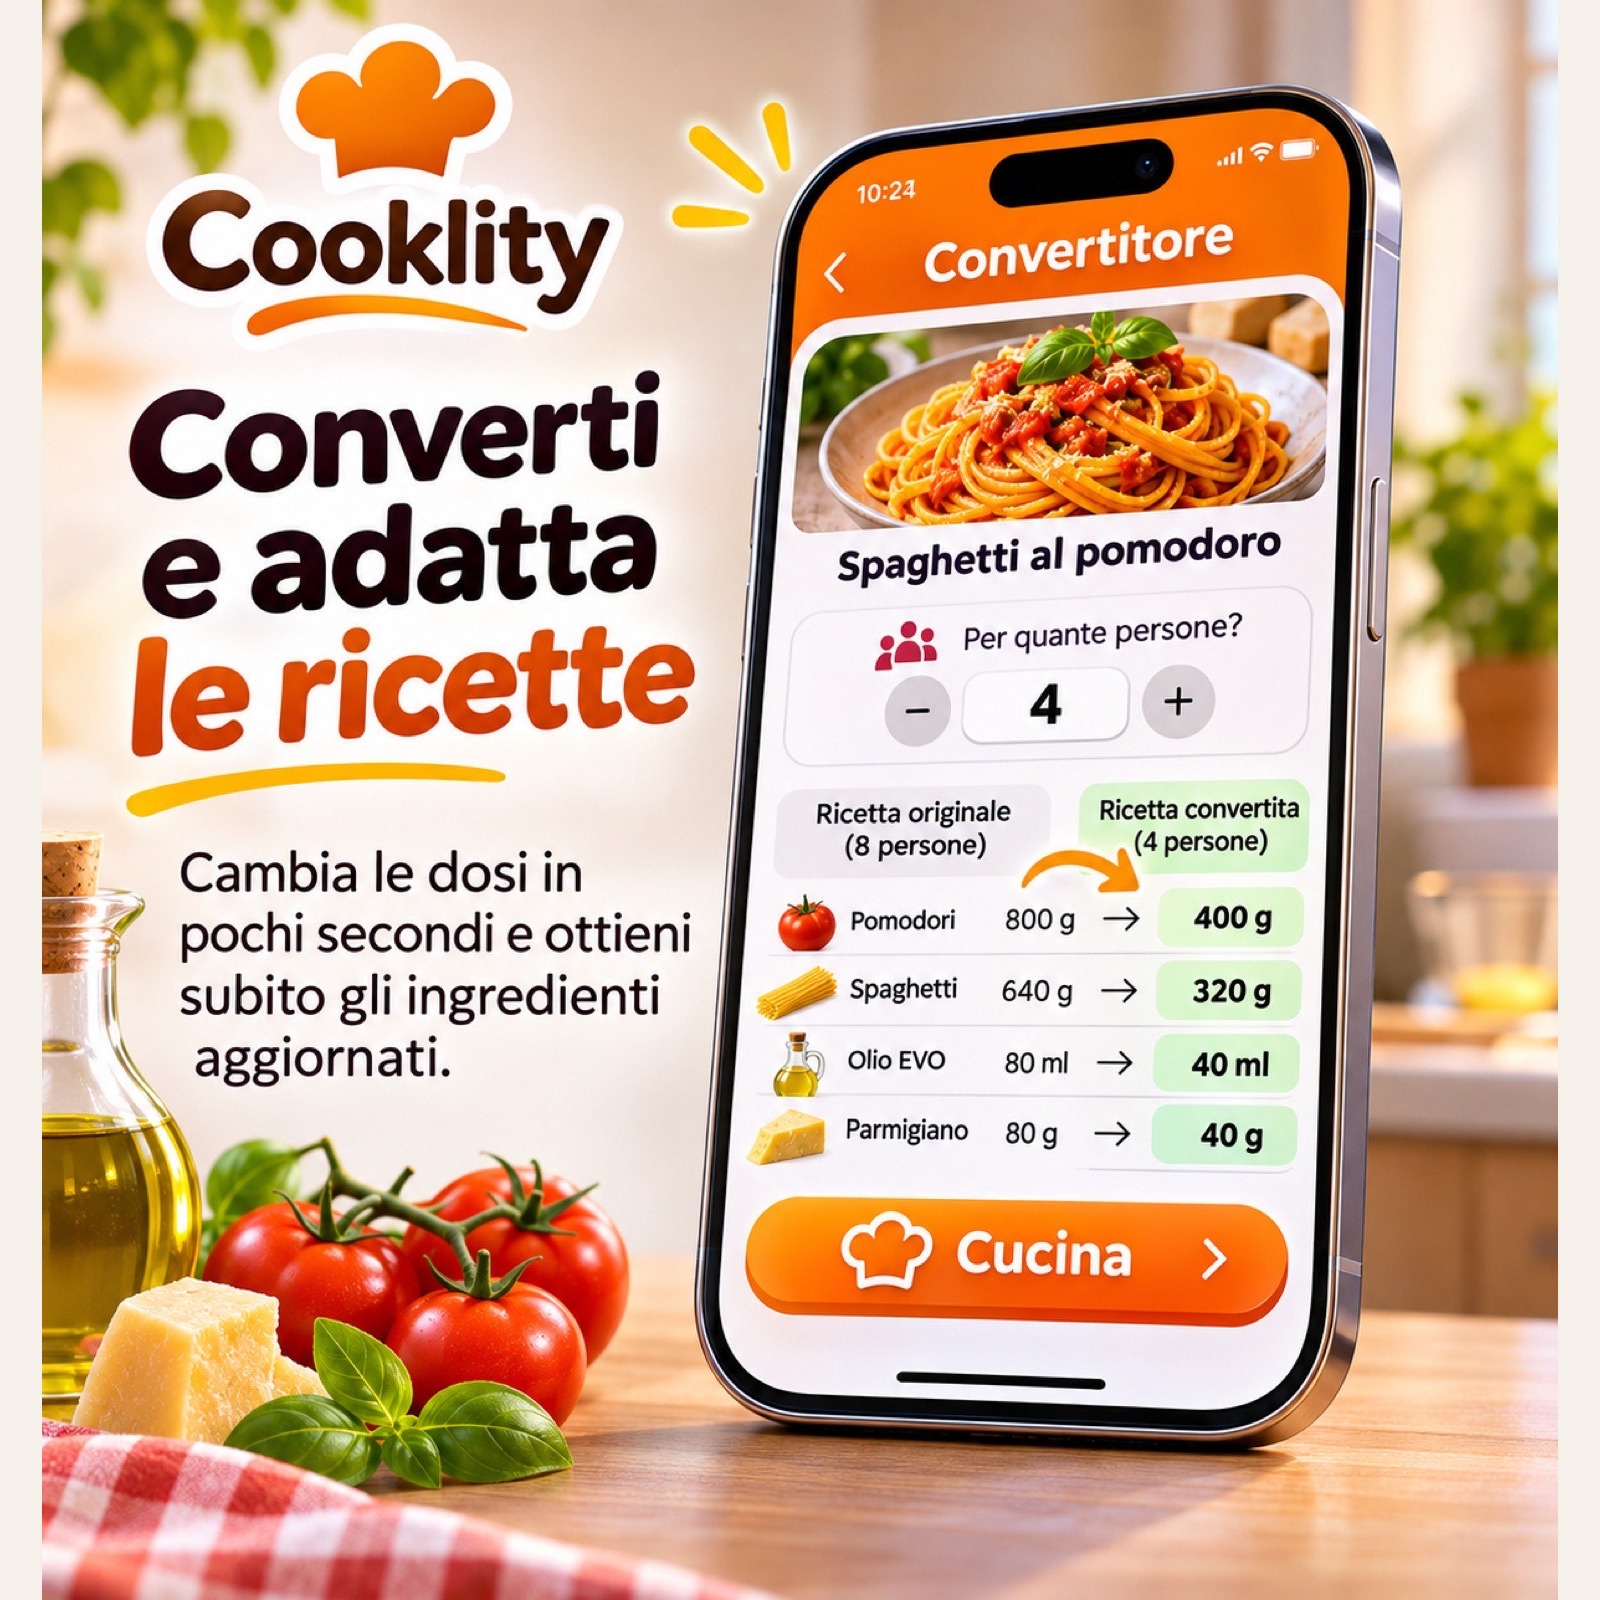 Cooklity
Converti
e adatta
le ricette
Cambia le dosi in
pochi secondi e ottieni
subito gli ingredienti
aggiornati.
10:24
Convertitore
Spaghetti al pomodoro
Per quante persone?
- 4 +
Ricetta originale
(8 persone)
Ricetta convertita
(4 persone)
Pomodori 800 g → 400 g
Spaghetti 640 g → 320 g
Olio EVO 80 ml → 40 ml
Parmigiano 80 g → 40 g
Cucina